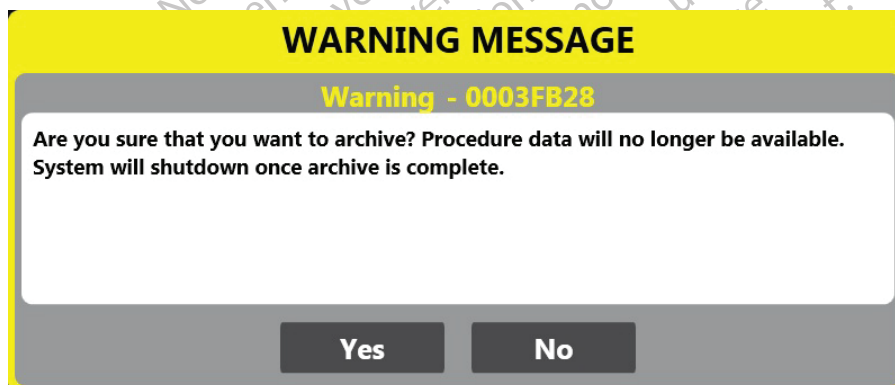 WARNING MESSAGE
Warning - 0003FB28
Are you sure that you want to archive? Procedure data will no longer be available.
System will shutdown once archive is complete.
Yes
No